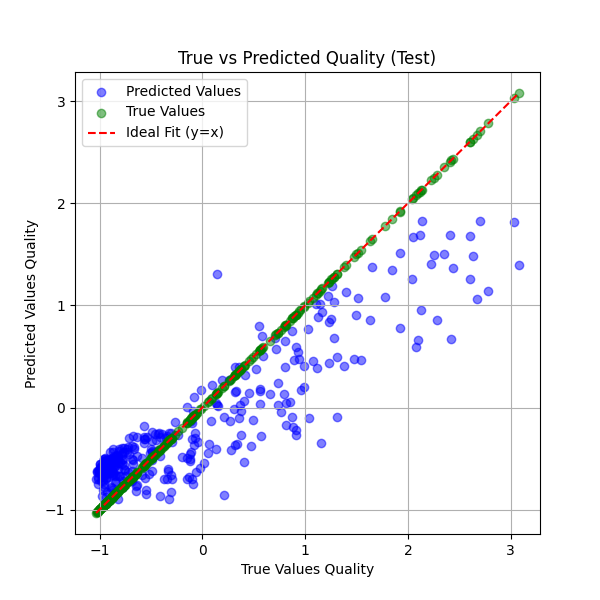 True vs Predicted Quality (Test)
Predicted Values
True Values
Ideal Fit (y=x)
Predicted Values Quality
3
2
1
0
−1
−1 0 1 2 3
True Values Quality